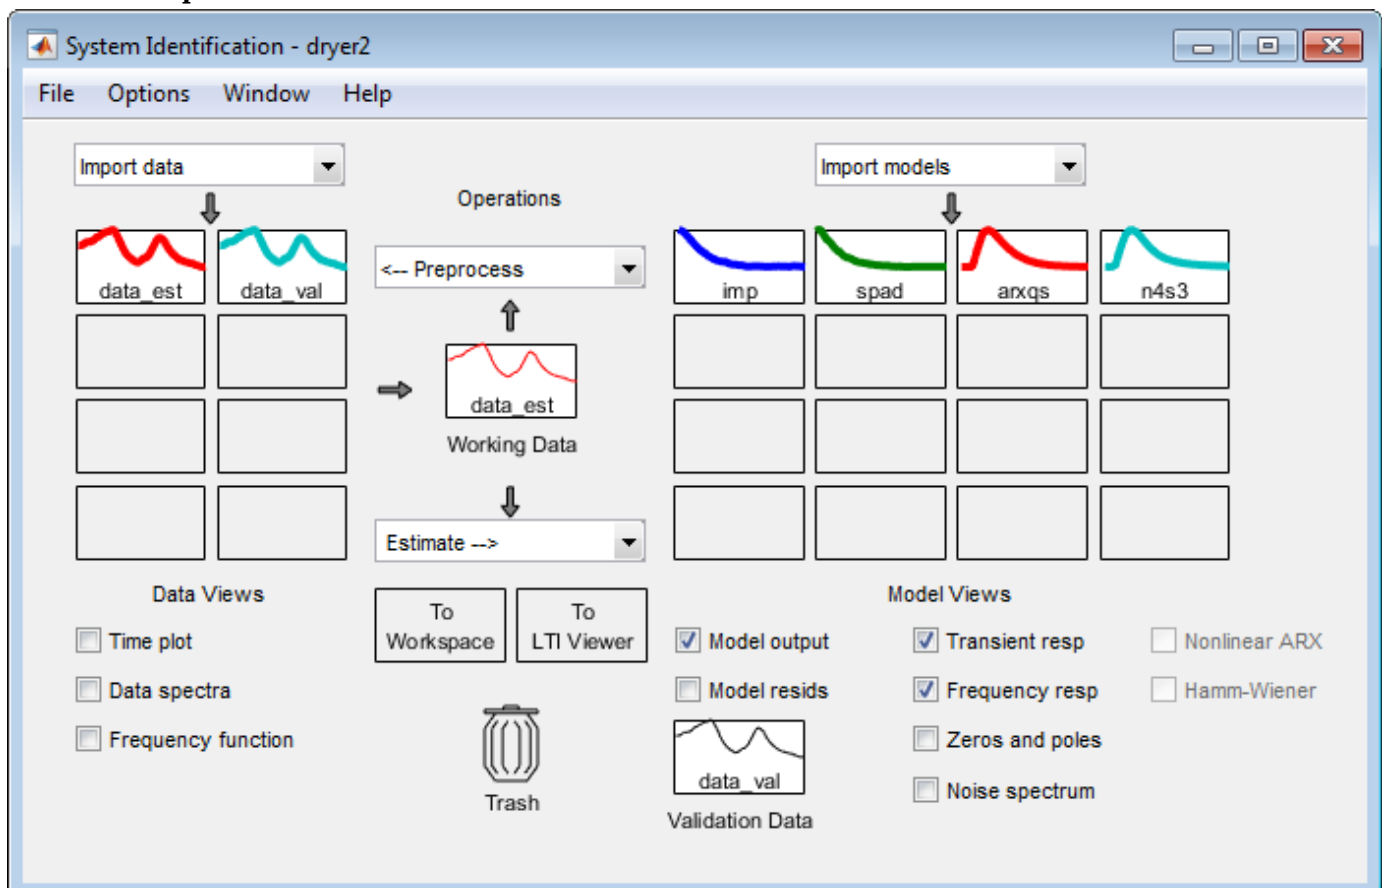 System Identification - dryer2
File Options Window Help
Import data
Import models
Operations
<-- Preprocess
data_est data_val
imp spad arxqs n4s3
data_est
Working Data
Estimate -->
Data Views
Model Views
To Workspace
To LTI Viewer
Time plot
Data spectra
Frequency function
Trash
Model output
Model resids
data_val
Validation Data
Transient resp
Frequency resp
Zeros and poles
Noise spectrum
Nonlinear ARX
Hamm-Wiener